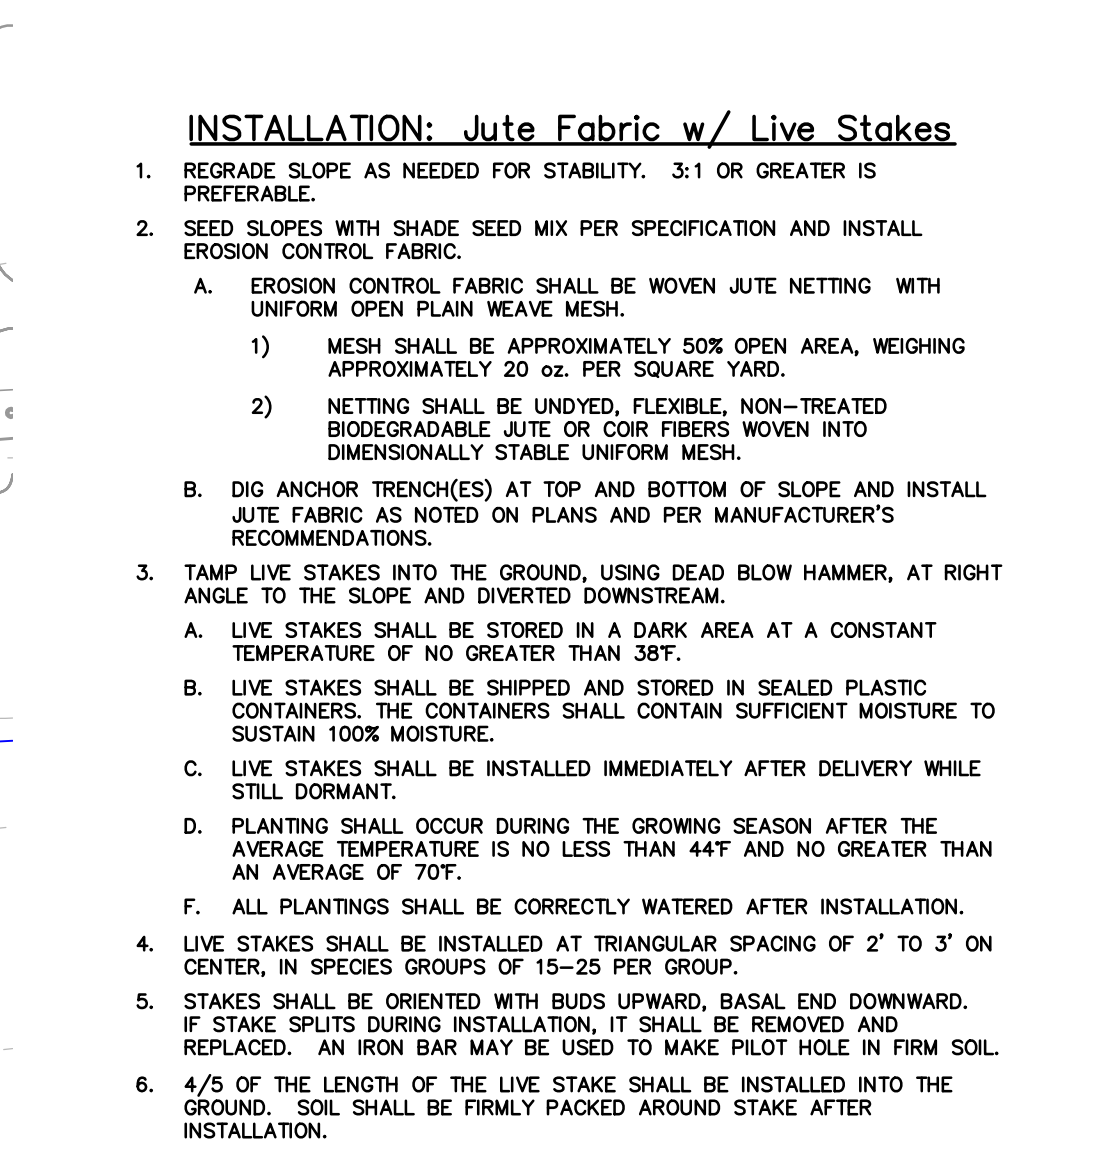 INSTALLATION: Jute Fabric w/ Live Stakes
1. REGRADE SLOPE AS NEEDED FOR STABILITY. 3:1 OR GREATER IS
PREFERABLE.
2. SEED SLOPES WITH SHADE SEED MIX PER SPECIFICATION AND INSTALL
EROSION CONTROL FABRIC.
A. EROSION CONTROL FABRIC SHALL BE WOVEN JUTE NETTING WITH
UNIFORM OPEN PLAIN WEAVE MESH.
1) MESH SHALL BE APPROXIMATELY 50% OPEN AREA, WEIGHING
APPROXIMATELY 20 oz. PER SQUARE YARD.
2) NETTING SHALL BE UNDYED, FLEXIBLE, NON-TREATED
BIODEGRADABLE JUTE OR COIR FIBERS WOVEN INTO
DIMENSIONALLY STABLE UNIFORM MESH.
B. DIG ANCHOR TRENCH(ES) AT TOP AND BOTTOM OF SLOPE AND INSTALL
JUTE FABRIC AS NOTED ON PLANS AND PER MANUFACTURER'S
RECOMMENDATIONS.
3. TAMP LIVE STAKES INTO THE GROUND, USING DEAD BLOW HAMMER, AT RIGHT
ANGLE TO THE SLOPE AND DIVERTED DOWNSTREAM.
A. LIVE STAKES SHALL BE STORED IN A DARK AREA AT A CONSTANT
TEMPERATURE OF NO GREATER THAN 38°F.
B. LIVE STAKES SHALL BE SHIPPED AND STORED IN SEALED PLASTIC
CONTAINERS. THE CONTAINERS SHALL CONTAIN SUFFICIENT MOISTURE TO
SUSTAIN 100% MOISTURE.
C. LIVE STAKES SHALL BE INSTALLED IMMEDIATELY AFTER DELIVERY WHILE
STILL DORMANT.
D. PLANTING SHALL OCCUR DURING THE GROWING SEASON AFTER THE
AVERAGE TEMPERATURE IS NO LESS THAN 44°F AND NO GREATER THAN
AN AVERAGE OF 70°F.
F. ALL PLANTINGS SHALL BE CORRECTLY WATERED AFTER INSTALLATION.
4. LIVE STAKES SHALL BE INSTALLED AT TRIANGULAR SPACING OF 2' TO 3' ON
CENTER, IN SPECIES GROUPS OF 15-25 PER GROUP.
5. STAKES SHALL BE ORIENTED WITH BUDS UPWARD, BASAL END DOWNWARD.
IF STAKE SPLITS DURING INSTALLATION, IT SHALL BE REMOVED AND
REPLACED. AN IRON BAR MAY BE USED TO MAKE PILOT HOLE IN FIRM SOIL.
6. 4/5 OF THE LENGTH OF THE LIVE STAKE SHALL BE INSTALLED INTO THE
GROUND. SOIL SHALL BE FIRMLY PACKED AROUND STAKE AFTER
INSTALLATION.